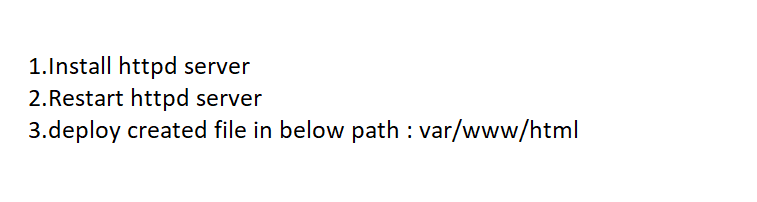 1.Install httpd server
2.Restart httpd server
3.deploy created file in below path : var/www/html